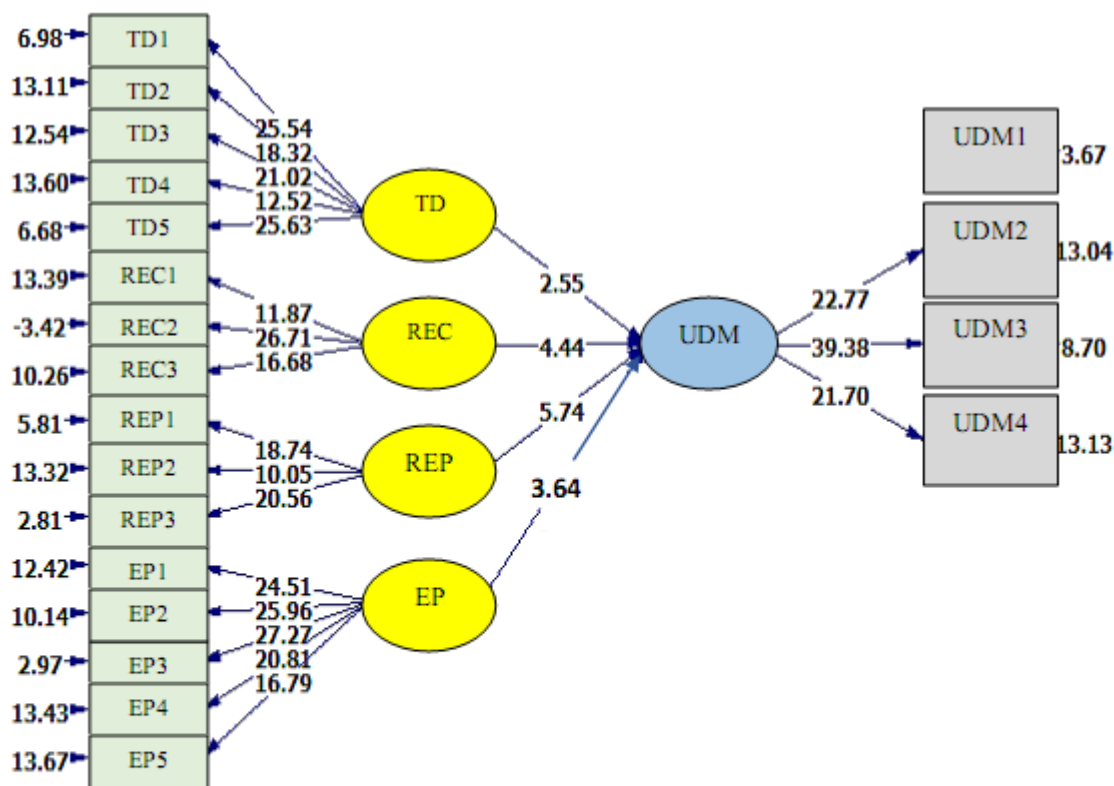 6.98
TD1
13.11
TD2
12.54
TD3
13.60
TD4
6.68
TD5
13.39
REC1
-3.42
REC2
10.26
REC3
5.81
REP1
13.32
REP2
2.81
REP3
12.42
EP1
10.14
EP2
2.97
EP3
13.43
EP4
13.67
EP5
25.54
18.32
21.02
12.52
25.63
11.87
26.71
16.68
18.74
10.05
20.56
24.51
25.96
27.27
20.81
16.79
TD
REC
REP
EP
2.55
4.44
5.74
3.64
UDM
22.77
39.38
21.70
UDM1
3.67
UDM2
13.04
UDM3
8.70
UDM4
13.13